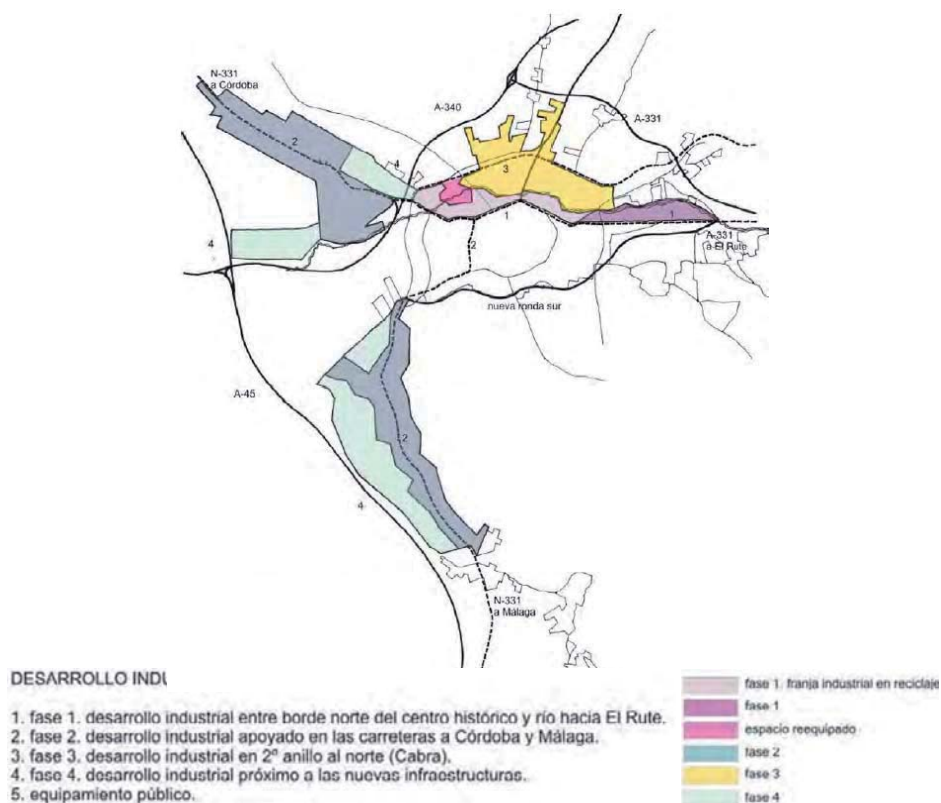 N-331
a Córdoba
A-340
A-331
2
4
3
1
1
4
2
A-331
a El Rute
nueva ronda sur
A-45
2
4
N-331
a Málaga
DESARROLLO INDU
1. fase 1. desarrollo industrial entre borde norte del centro histórico y río hacia El Rute.
2. fase 2. desarrollo industrial apoyado en las carreteras a Córdoba y Málaga.
3. fase 3. desarrollo industrial en 2º anillo al norte (Cabra).
4. fase 4. desarrollo industrial próximo a las nuevas infraestructuras.
5. equipamiento público.
fase 1. franja industrial en reciclaje
fase 1
espacio reequipado
fase 2
fase 3
fase 4